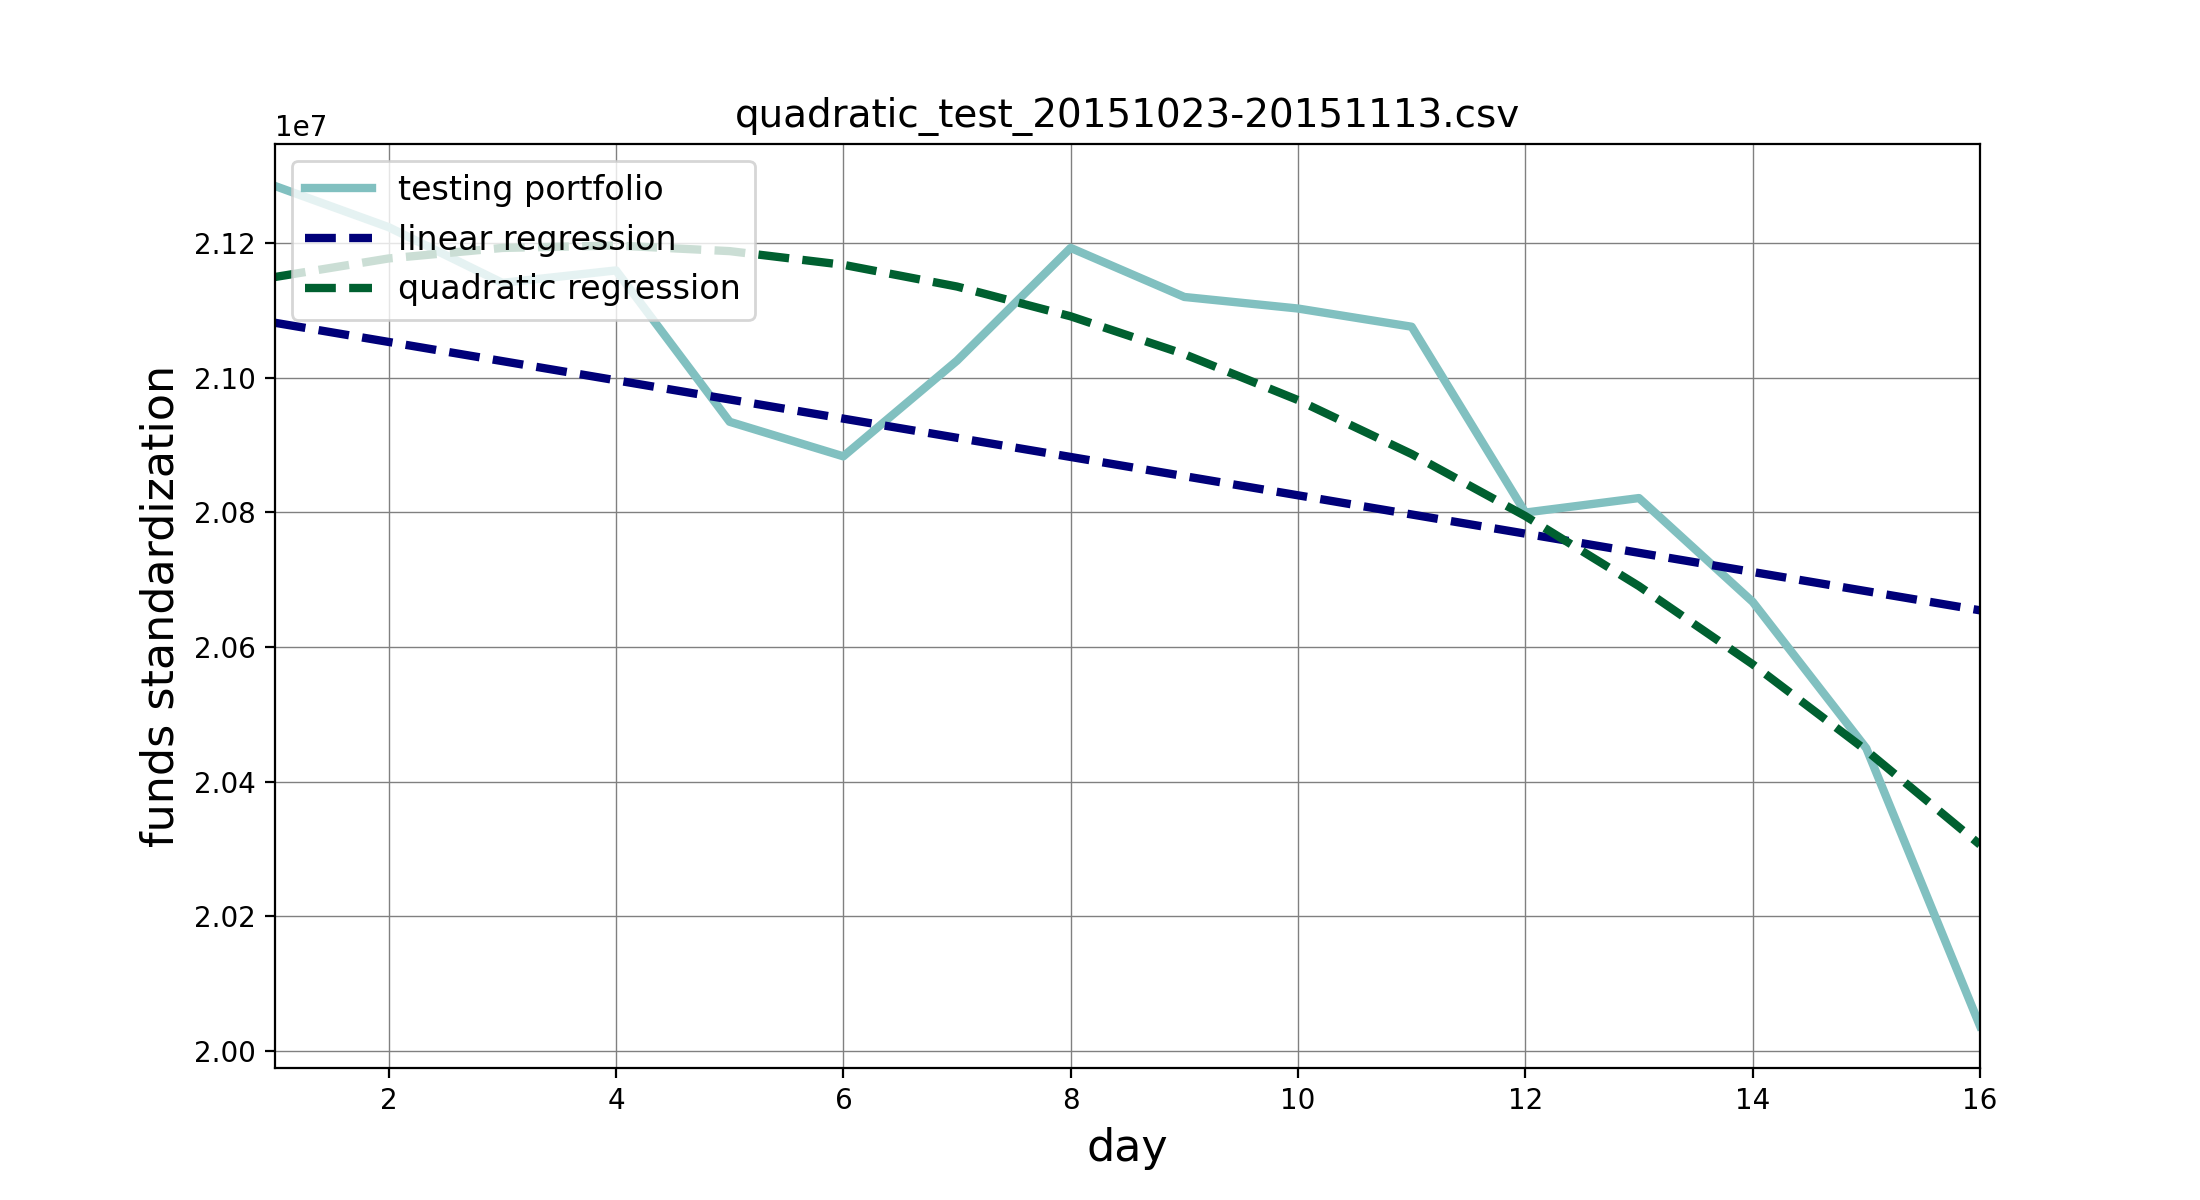 quadratic_test_20151023-20151113.csv
1e7
testing portfolio
linear regression
quadratic regression
2.12
2.10
2.08
2.06
2.04
2.02
2.00
funds standardization
2 4 6 8 10 12 14 16
day